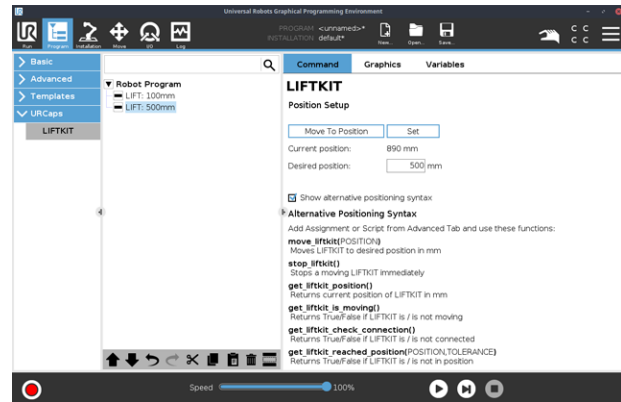 Universal Robots Graphical Programming Environment
UR
Run
Program
Installation
Move
I/O
Log
PROGRAM <unnamed>*
INSTALLATION default*
New...
Open...
Save...
C C
C C
Basic
Advanced
Templates
URCaps
LIFTKIT
Robot Program
LIFT: 100mm
LIFT: 500mm
Command Graphics Variables
LIFTKIT
Position Setup
Move To Position Set
Current position: 890 mm
Desired position: 500 mm
Show alternative positioning syntax
Alternative Positioning Syntax
Add Assignment or Script from Advanced Tab and use these functions:
move_liftkit(POSITION)
Moves LIFTKIT to desired position in mm
stop_liftkit()
Stops a moving LIFTKIT immediately
get_liftkit_position()
Returns current position of LIFTKIT in mm
get_liftkit_is_moving()
Returns True/False if LIFTKIT is / is not moving
get_liftkit_check_connection()
Returns True/False if LIFTKIT is / is not connected
get_liftkit_reached_position(POSITION,TOLERANCE)
Returns True/False if LIFTKIT is / is not in position
Speed 100%